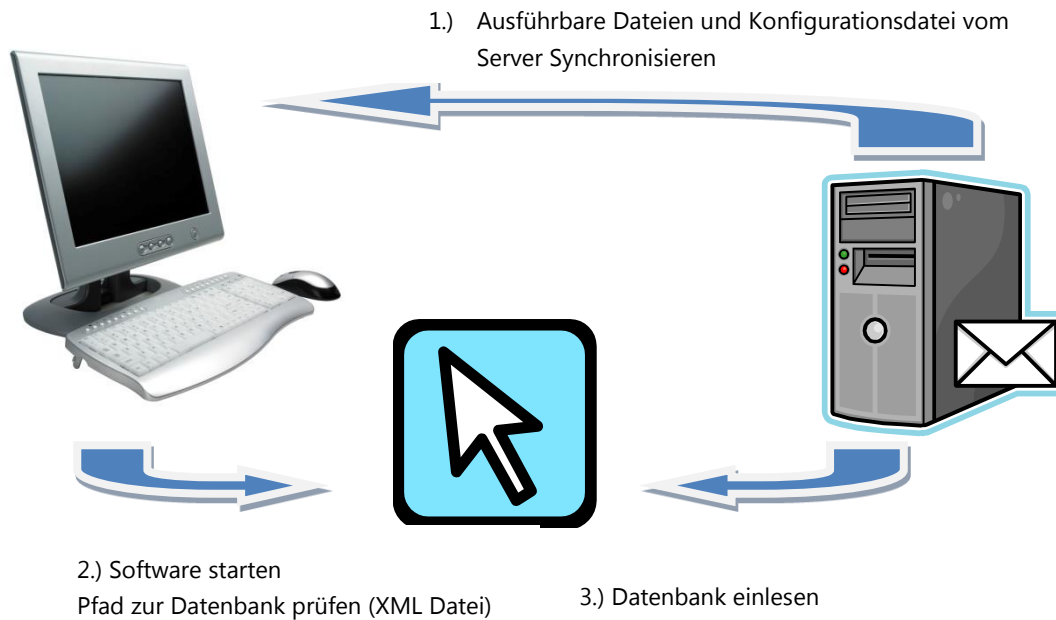 1.) Ausführbare Dateien und Konfigurationsdatei vom
Server Synchronisieren
2.) Software starten
Pfad zur Datenbank prüfen (XML Datei)
3.) Datenbank einlesen